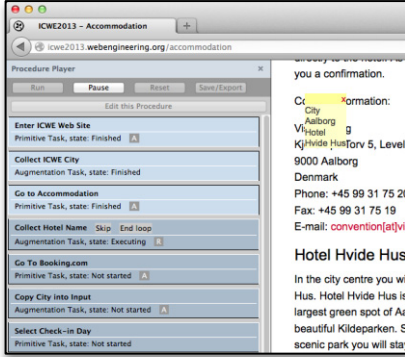 ICWE2013 – Accommodation
icwe2013.webengineering.org/accommodation
Procedure Player
×
Run
Pause
Reset
Save/Export
Edit this Procedure
Enter ICWE Web Site
Primitive Task, state: Finished A
Collect ICWE City
Augmentation Task, state: Finished
Go to Accommodation
Primitive Task, state: Finished A
Collect Hotel Name Skip End loop
Augmentation Task, state: Executing R
Go To Booking.com
Primitive Task, state: Not started A
Copy City into Input
Augmentation Task, state: Not started A
Select Check-in Day
Primitive Task, state: Not started
you a confirmation.
ormation:
x
City
Aalborg
Hotel
Hvide Hus
Torv 5, Level
9000 Aalborg
Denmark
Phone: +45 99 31 75 20
Fax: +45 99 31 75 19
E-mail: convention[at]vi
Hotel Hvide Hus
In the city centre you wi
Hus. Hotel Hvide Hus is
largest green spot of Aa
beautiful Kildeparken. S
scenic park you will stay